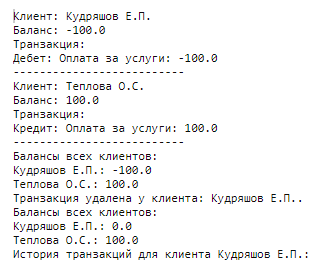 Клиент: Кудряшов Е.П.
Баланс: -100.0
Транзакция:
Дебет: Оплата за услуги: -100.0
--------------------------
Клиент: Теплова О.С.
Баланс: 100.0
Транзакция:
Кредит: Оплата за услуги: 100.0
--------------------------
Балансы всех клиентов:
Кудряшов Е.П.: -100.0
Теплова О.С.: 100.0
Транзакция удалена у клиента: Кудряшов Е.П..
Балансы всех клиентов:
Кудряшов Е.П.: 0.0
Теплова О.С.: 100.0
История транзакций для клиента Кудряшов Е.П.: